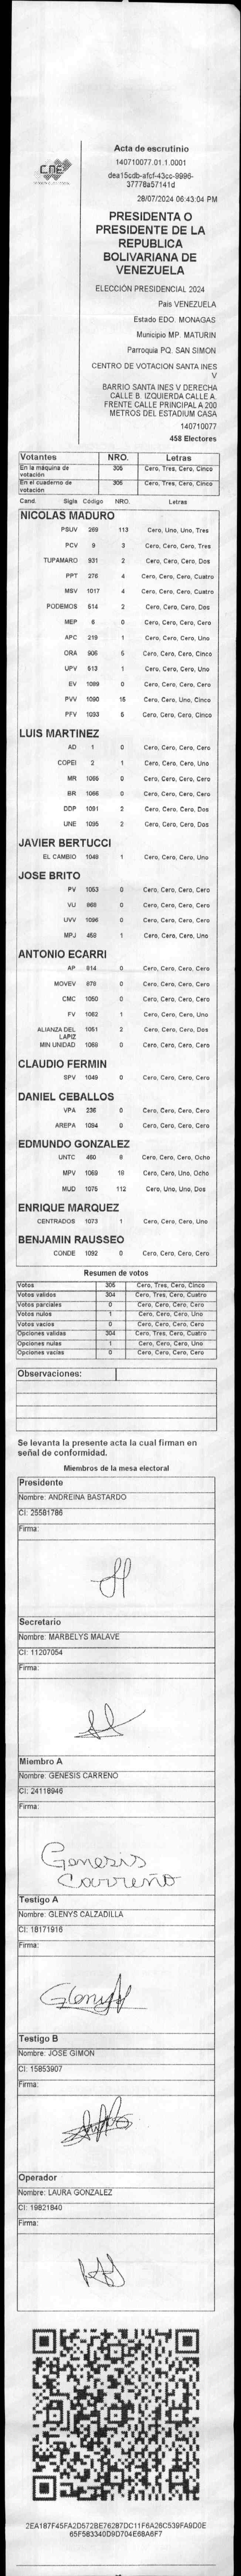 CNE
Acta de escrutinio
140710077.01.1.0001
dea15cdb-afcf-43cc-9996-
37778a57141d
28/07/2024 06:43:04 PM
PRESIDENTA O
PRESIDENTE DE LA
REPUBLICA
BOLIVARIANA DE
VENEZUELA
ELECCIÓN PRESIDENCIAL 2024
País VENEZUELA
Estado EDO. MONAGAS
Municipio MP. MATURIN
Parroquia PQ. SAN SIMON
CENTRO DE VOTACION SANTA INES
V
BARRIO SANTA INES V DERECHA
CALLE B. IZQUIERDA CALLE A.
FRENTE CALLE PRINCIPAL A 200
METROS DEL ESTADIUM CASA
140710077
458 Electores
Votantes NRO. Letras
En la máquina de votación 305 Cero, Tres, Cero, Cinco
En el cuaderno de votación 305 Cero, Tres, Cero, Cinco
Cand. Sigla Código NRO. Letras
NICOLAS MADURO
PSUV 269 113 Cero, Uno, Uno, Tres
PCV 9 3 Cero, Cero, Cero, Tres
TUPAMARO 931 2 Cero, Cero, Cero, Dos
PPT 276 4 Cero, Cero, Cero, Cuatro
MSV 1017 4 Cero, Cero, Cero, Cuatro
PODEMOS 514 2 Cero, Cero, Cero, Dos
MEP 6 0 Cero, Cero, Cero, Cero
APC 219 1 Cero, Cero, Cero, Uno
ORA 906 5 Cero, Cero, Cero, Cinco
UPV 513 1 Cero, Cero, Cero, Uno
EV 1089 0 Cero, Cero, Cero, Cero
PVV 1090 15 Cero, Cero, Uno, Cinco
PFV 1093 5 Cero, Cero, Cero, Cinco
LUIS MARTINEZ
AD 1 0 Cero, Cero, Cero, Cero
COPEI 2 1 Cero, Cero, Cero, Uno
MR 1065 0 Cero, Cero, Cero, Cero
BR 1066 0 Cero, Cero, Cero, Cero
DDP 1091 2 Cero, Cero, Cero, Dos
UNE 1095 2 Cero, Cero, Cero, Dos
JAVIER BERTUCCI
EL CAMBIO 1048 1 Cero, Cero, Cero, Uno
JOSE BRITO
PV 1053 0 Cero, Cero, Cero, Cero
VU 868 0 Cero, Cero, Cero, Cero
UVV 1096 0 Cero, Cero, Cero, Cero
MPJ 458 1 Cero, Cero, Cero, Uno
ANTONIO ECARRI
AP 814 0 Cero, Cero, Cero, Cero
MOVEV 878 0 Cero, Cero, Cero, Cero
CMC 1050 0 Cero, Cero, Cero, Cero
FV 1062 1 Cero, Cero, Cero, Uno
ALIANZA DEL LAPIZ 1051 2 Cero, Cero, Cero, Dos
MIN UNIDAD 1069 0 Cero, Cero, Cero, Cero
CLAUDIO FERMIN
SPV 1049 0 Cero, Cero, Cero, Cero
DANIEL CEBALLOS
VPA 236 0 Cero, Cero, Cero, Cero
AREPA 1094 0 Cero, Cero, Cero, Cero
EDMUNDO GONZALEZ
UNTC 460 8 Cero, Cero, Cero, Ocho
MPV 1069 18 Cero, Cero, Uno, Ocho
MUD 1075 112 Cero, Uno, Uno, Dos
ENRIQUE MARQUEZ
CENTRADOS 1073 1 Cero, Cero, Cero, Uno
BENJAMIN RAUSSEO
CONDE 1092 0 Cero, Cero, Cero, Cero
Resumen de votos
Votos 305 Cero, Tres, Cero, Cinco
Votos validos 304 Cero, Tres, Cero, Cuatro
Votos parciales 0 Cero, Cero, Cero, Cero
Votos nulos 1 Cero, Cero, Cero, Uno
Votos vacios 0 Cero, Cero, Cero, Cero
Opciones validas 304 Cero, Tres, Cero, Cuatro
Opciones nulas 1 Cero, Cero, Cero, Uno
Opciones vacias 0 Cero, Cero, Cero, Cero
Observaciones:
Se levanta la presente acta la cual firman en
señal de conformidad.
Miembros de la mesa electoral
Presidente
Nombre: ANDREINA BASTARDO
CI: 25581786
Firma:
Secretario
Nombre: MARBELYS MALAVE
CI: 11207054
Firma:
Miembro A
Nombre: GENESIS CARREÑO
CI: 24118946
Firma:
Genesis
Carreño
Testigo A
Nombre: GLENYS CALZADILLA
CI: 18171916
Firma:
Glenys
Testigo B
Nombre: JOSE GIMON
CI: 15853907
Firma:
Operador
Nombre: LAURA GONZALEZ
CI: 19821840
Firma:
2EA187F45FA2D572BE76287DC11F6A26C539FA9D0E
65F583340D9D704E68A6F7